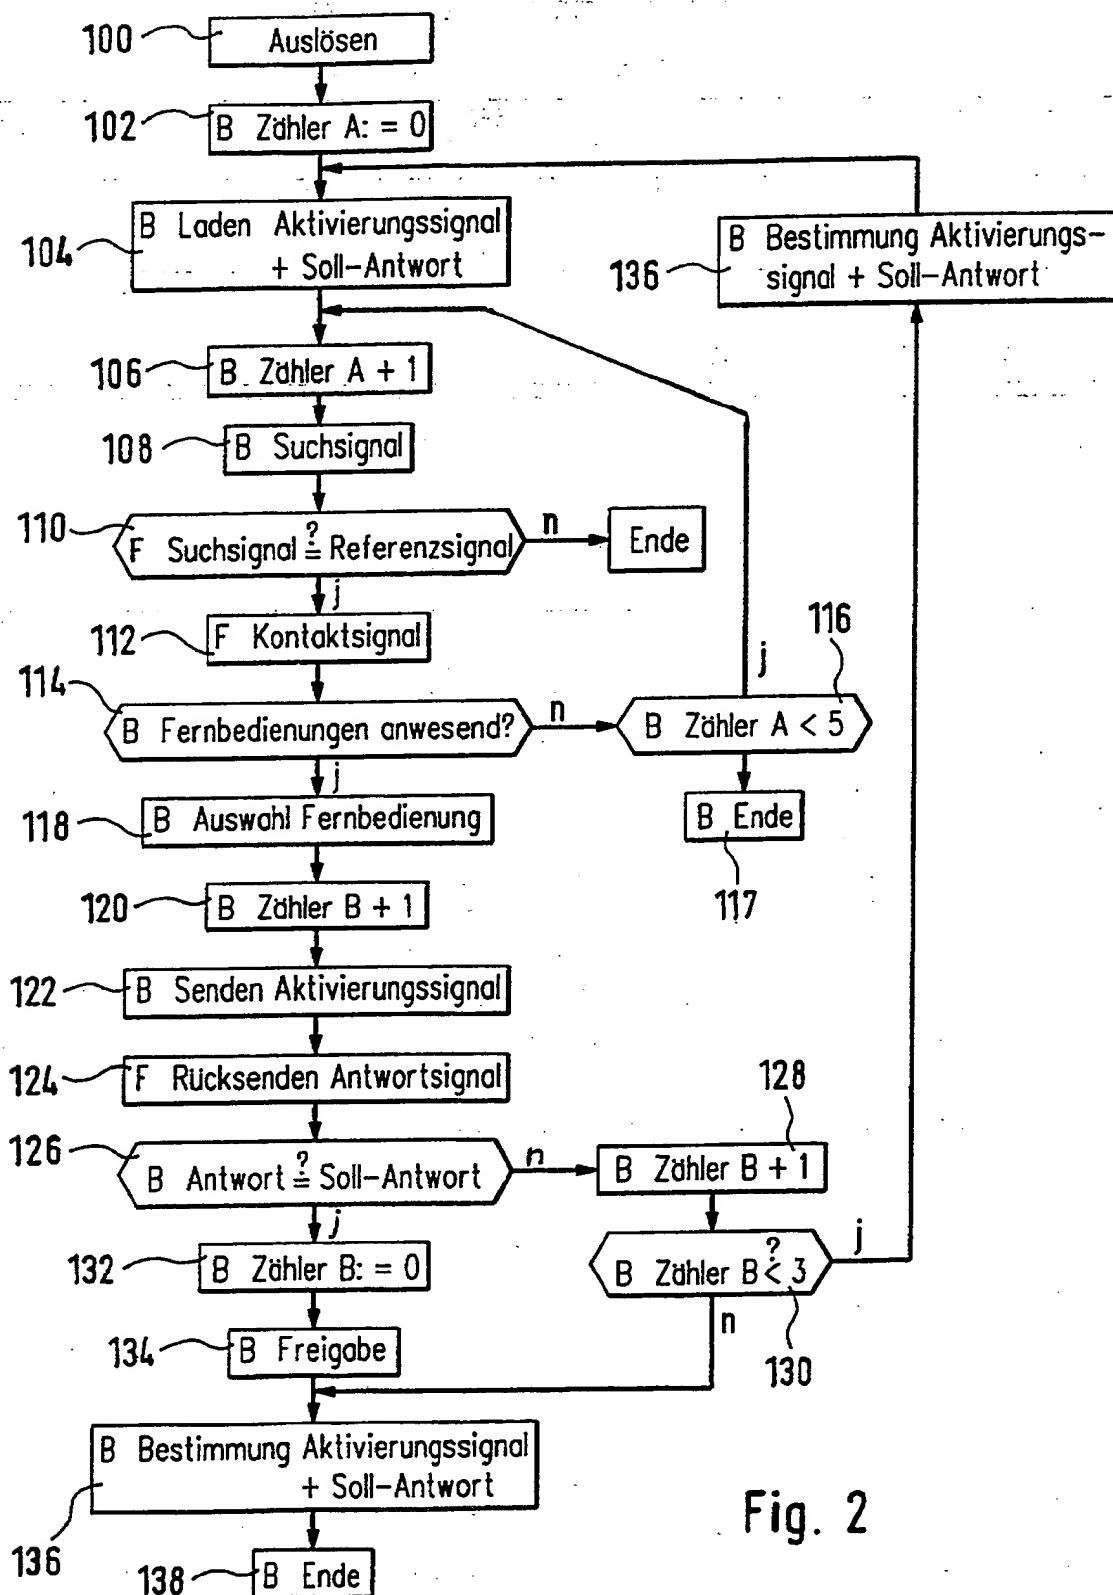 100
Auslösen
102
B Zähler A: = 0
104
B Laden Aktivierungssignal
+ Soll-Antwort
136
B Bestimmung Aktivierungs-
signal + Soll-Antwort
106
B Zähler A + 1
108
B Suchsignal
110
F Suchsignal ≟ Referenzsignal
n
Ende
j
112
F Kontaktsignal
116
j
114
B Fernbedienungen anwesend?
n
B Zähler A < 5
j
118
B Auswahl Fernbedienung
B Ende
117
120
B Zähler B + 1
122
B Senden Aktivierungssignal
124
F Rücksenden Antwortsignal
128
126
B Antwort ≟ Soll-Antwort
n
B Zähler B + 1
j
132
B Zähler B: = 0
?
B Zähler B < 3
j
n
130
134
B Freigabe
B Bestimmung Aktivierungssignal
+ Soll-Antwort
136
138
B Ende
Fig. 2